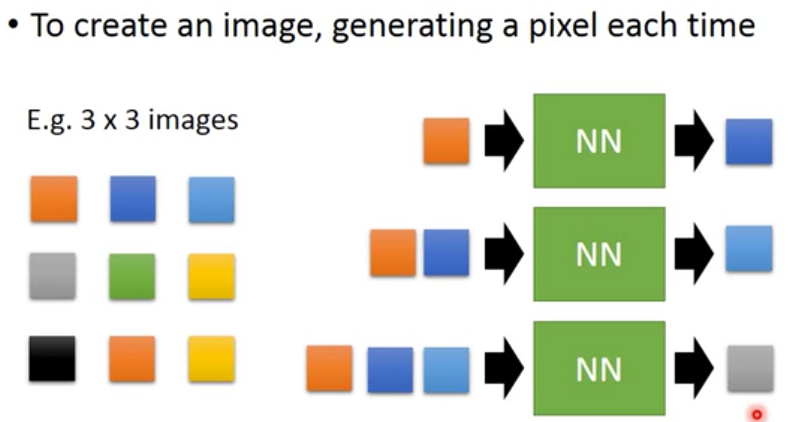 • To create an image, generating a pixel each time
E.g. 3 x 3 images
NN
NN
NN